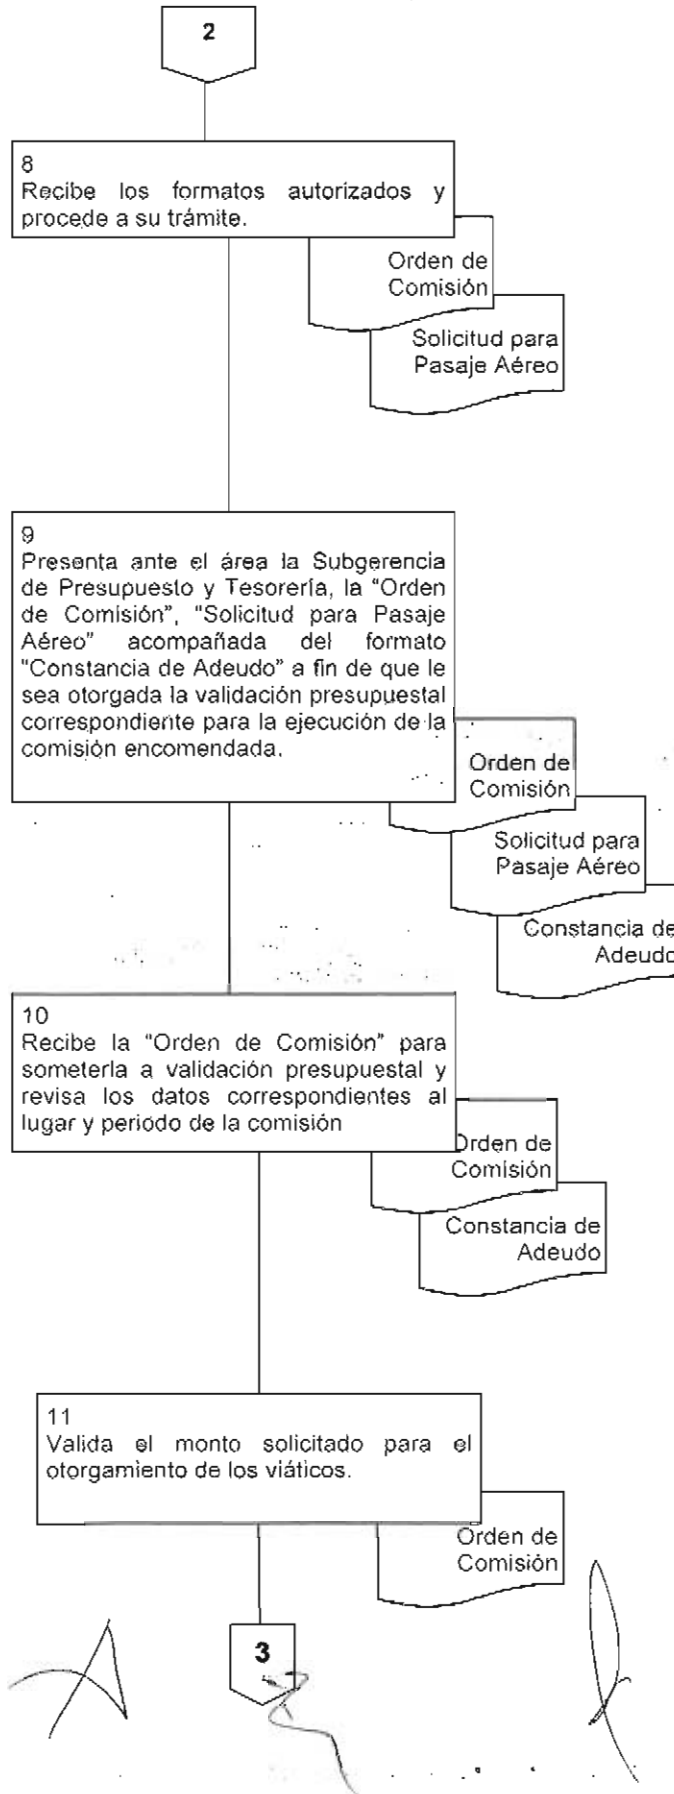 2
8
Recibe los formatos autorizados y
procede a su trámite.
Orden de
Comisión
Solicitud para
Pasaje Aéreo
9
Presenta ante el área la Subgerencia
de Presupuesto y Tesorería, la "Orden
de Comisión", "Solicitud para Pasaje
Aéreo" acompañada del formato
"Constancia de Adeudo" a fin de que le
sea otorgada la validación presupuestal
correspondiente para la ejecución de la
comisión encomendada.
Orden de
Comisión
Solicitud para
Pasaje Aéreo
Constancia de
Adeudo
10
Recibe la "Orden de Comisión" para
someterla a validación presupuestal y
revisa los datos correspondientes al
lugar y periodo de la comisión
Orden de
Comisión
Constancia de
Adeudo
11
Valida el monto solicitado para el
otorgamiento de los viáticos.
Orden de
Comisión
3